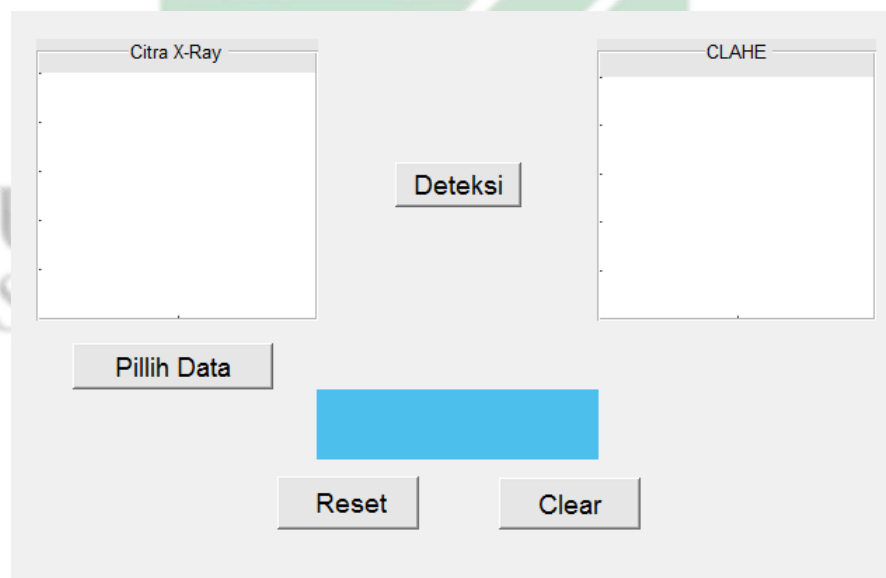 Citra X-Ray
CLAHE
Deteksi
Pillih Data
Reset
Clear